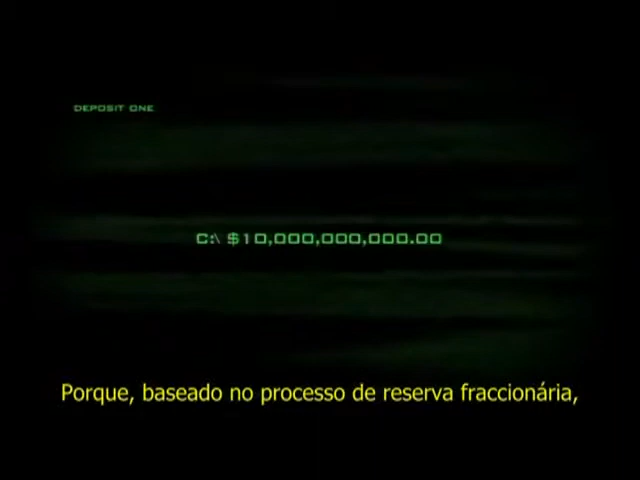 DEPOSIT ONE
C:\ $10,000,000,000.00
Porque, baseado no processo de reserva fraccionária,